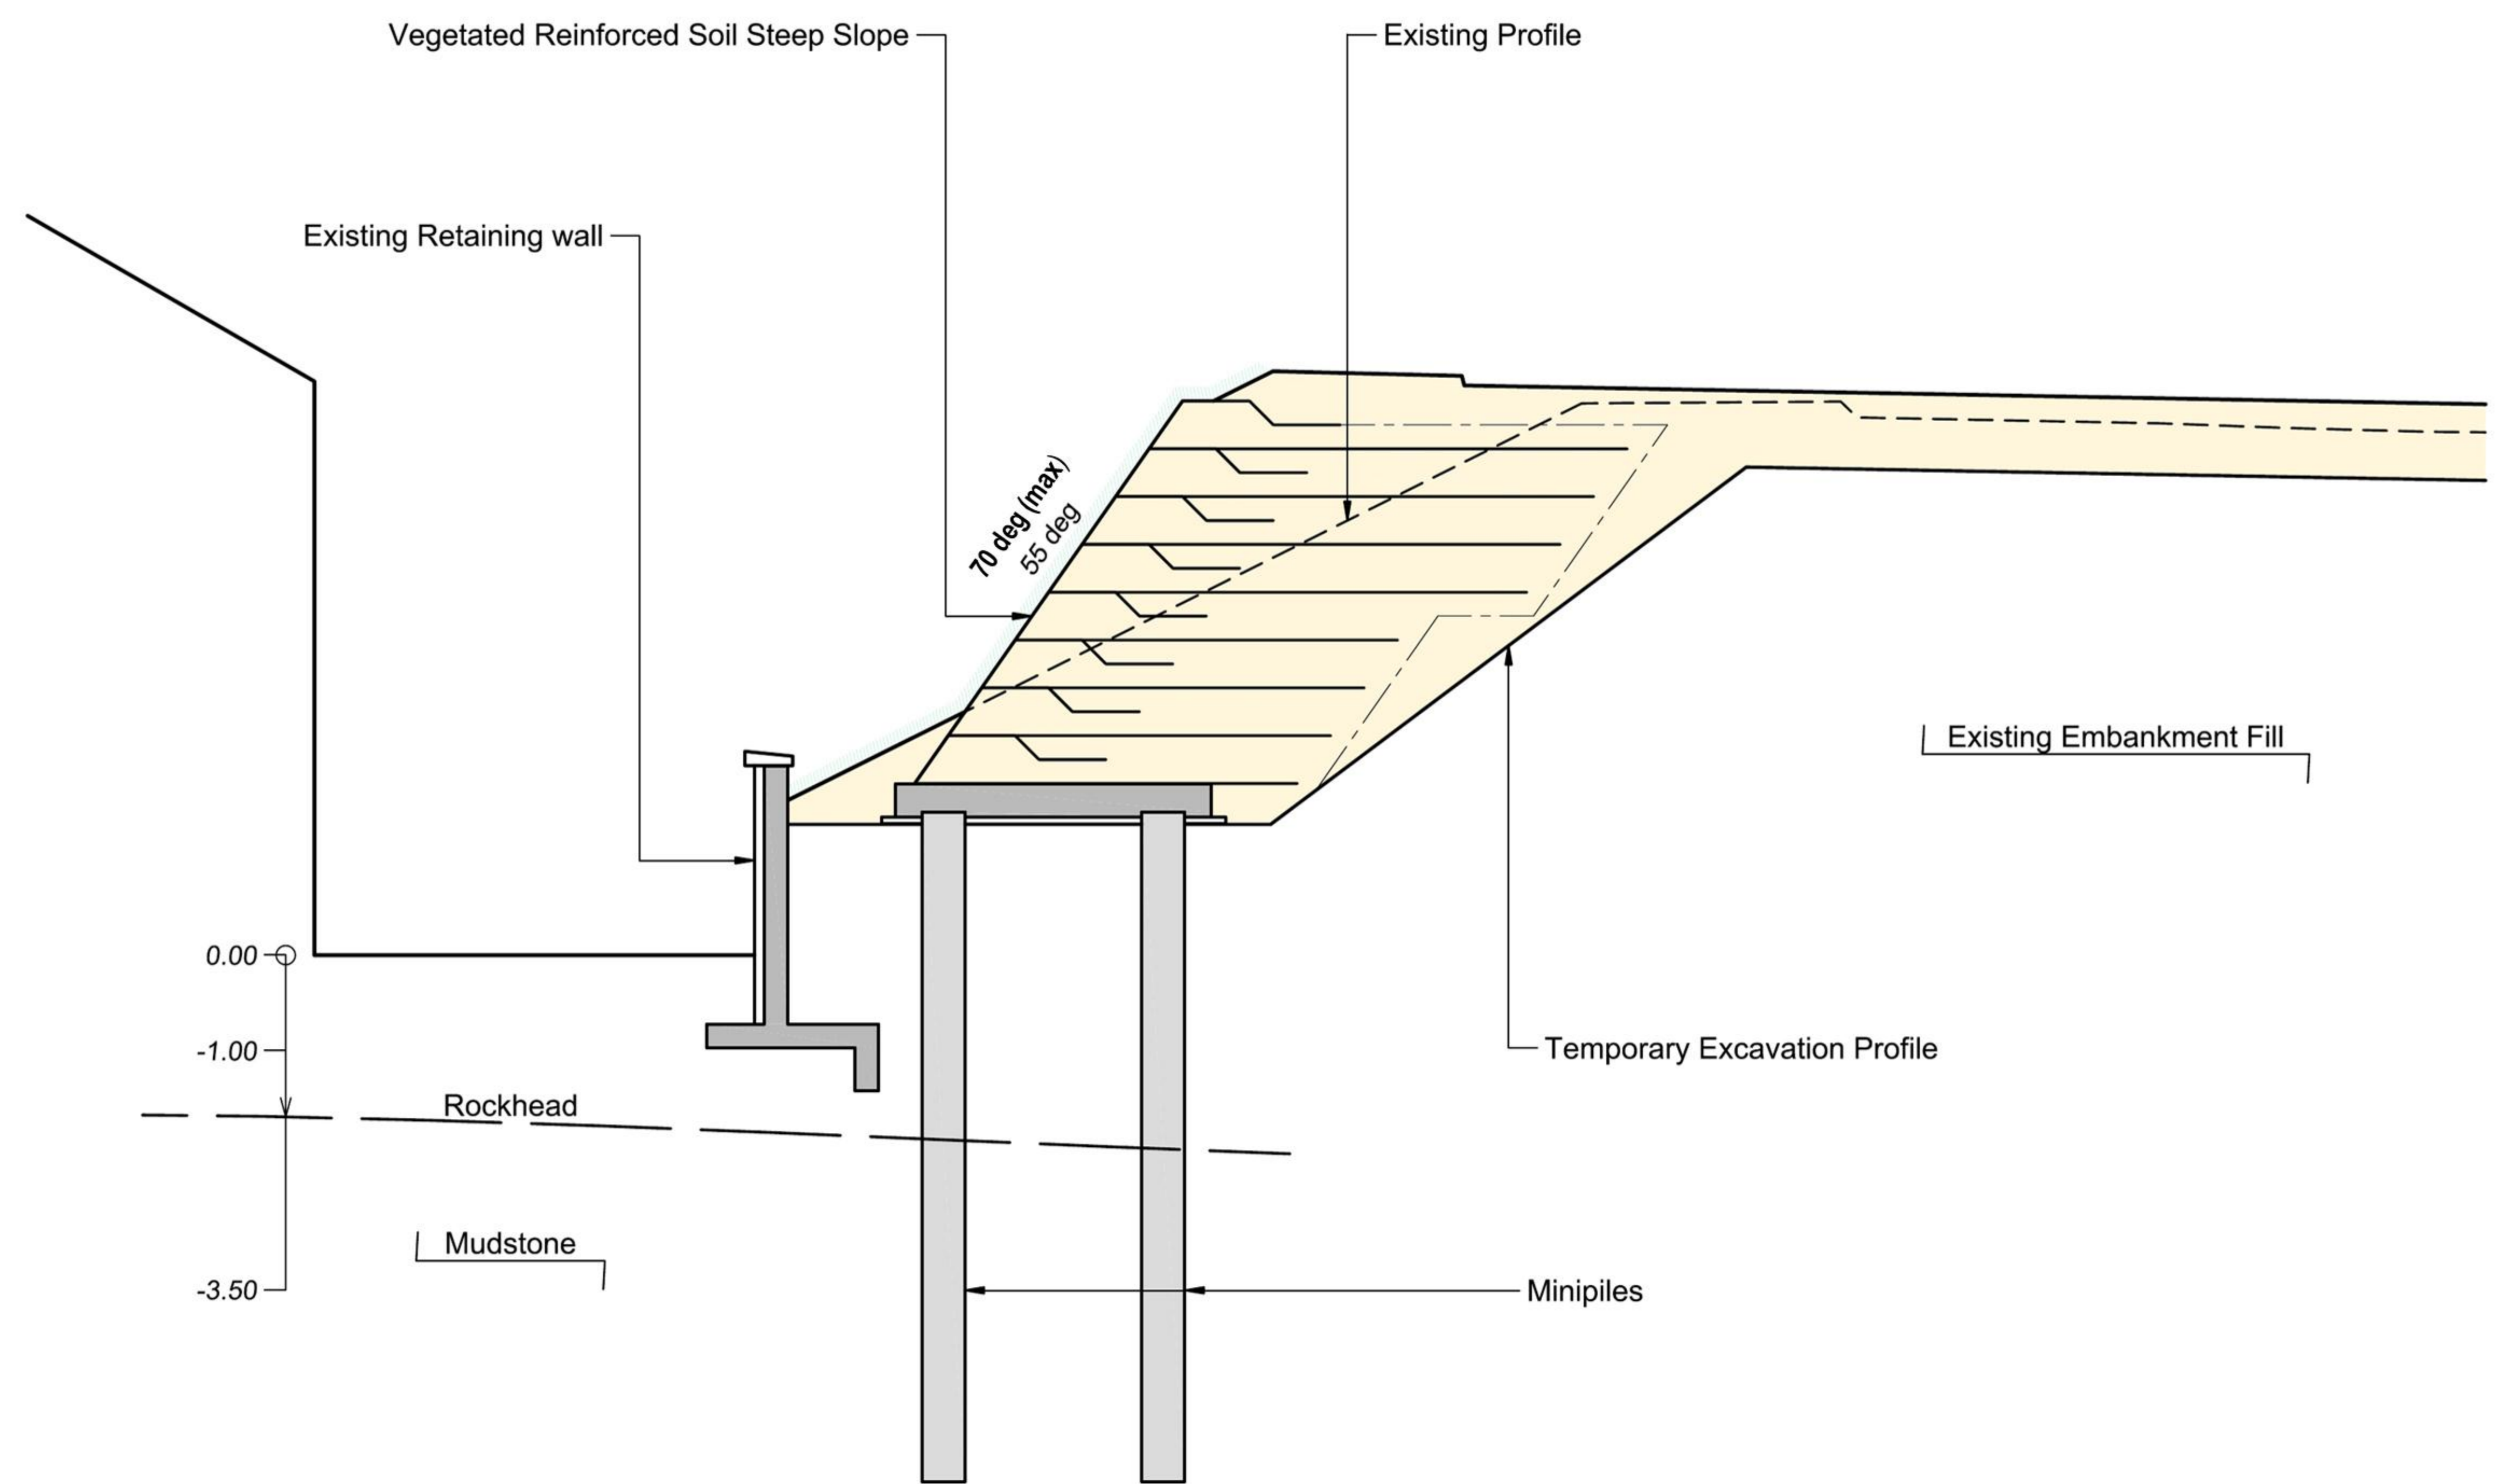 Vegetated Reinforced Soil Steep Slope
Existing Profile
Existing Retaining wall
70 deg (max)
55 deg
Existing Embankment Fill
0.00
-1.00
Temporary Excavation Profile
Rockhead
Mudstone
-3.50
Minipiles